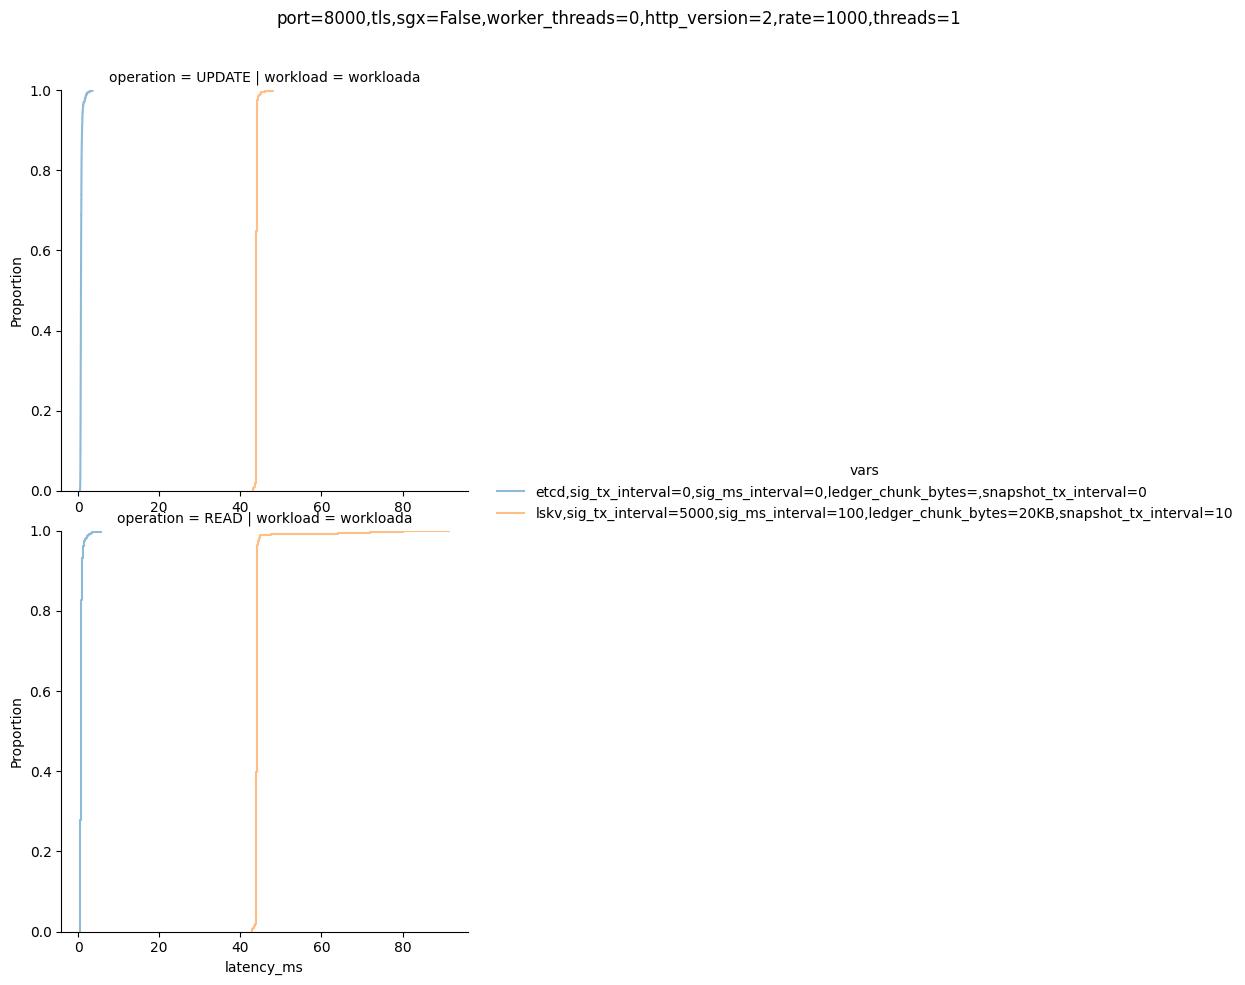 port=8000,tls,sgx=False,worker_threads=0,http_version=2,rate=1000,threads=1
operation = UPDATE | workload = workloada
1.0
0.8
0.6
0.4
0.2
0.0
Proportion
0 20 40 60 80
vars
etcd,sig_tx_interval=0,sig_ms_interval=0,ledger_chunk_bytes=,snapshot_tx_interval=0
lskv,sig_tx_interval=5000,sig_ms_interval=100,ledger_chunk_bytes=20KB,snapshot_tx_interval=10
operation = READ | workload = workloada
1.0
0.8
0.6
0.4
0.2
0.0
Proportion
0 20 40 60 80
latency_ms